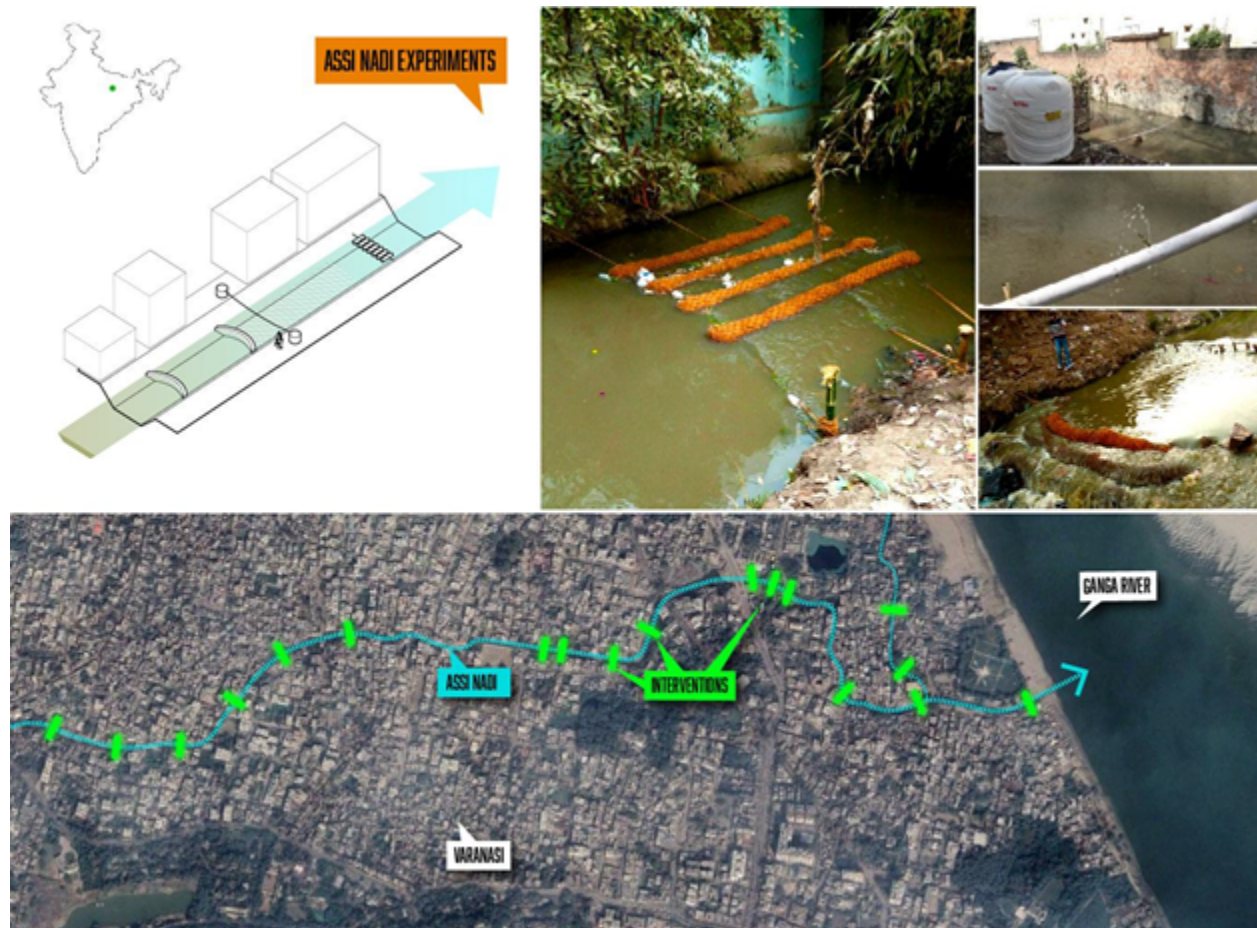 ASSI NADI EXPERIMENTS
GANGA RIVER
ASSI NADI
INTERVENTIONS
VARANASI